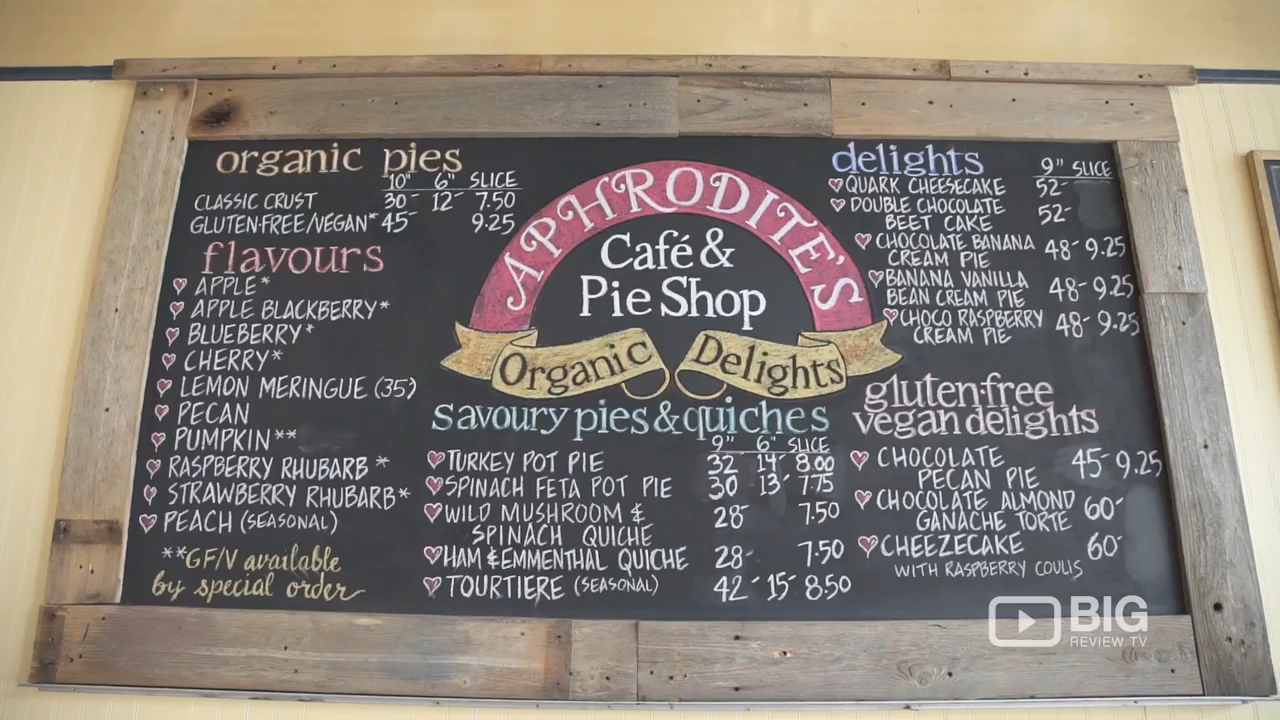 organic pies
10" 6" SLICE
CLASSIC CRUST 30- 12- 7.50
GLUTEN-FREE/VEGAN* 45- 9.25
flavours
APPLE*
APPLE BLACKBERRY*
BLUEBERRY*
CHERRY*
LEMON MERINGUE (35)
PECAN
PUMPKIN**
RASPBERRY RHUBARB*
STRAWBERRY RHUBARB*
PEACH (SEASONAL)
**GF/V available
by special order
APHRODITE'S
Café &
Pie Shop
Organic Delights
savoury pies & quiches
9" 6" SLICE
TURKEY POT PIE 32 14- 8.00
SPINACH FETA POT PIE 30 13- 7.75
WILD MUSHROOM &
SPINACH QUICHE 28- 7.50
HAM & EMMENTHAL QUICHE 28- 7.50
TOURTIERE (SEASONAL) 42- 15- 8.50
delights
9" SLICE
QUARK CHEESECAKE 52-
DOUBLE CHOCOLATE
BEET CAKE 52-
CHOCOLATE BANANA
CREAM PIE 48- 9.25
BANANA VANILLA
BEAN CREAM PIE 48- 9.25
CHOCO RASPBERRY
CREAM PIE 48- 9.25
gluten-free
vegan delights
CHOCOLATE
PECAN PIE 45- 9.25
CHOCOLATE ALMOND
GANACHE TORTE 60-
CHEEZECAKE 60-
WITH RASPBERRY COULIS
BIG
REVIEW TV